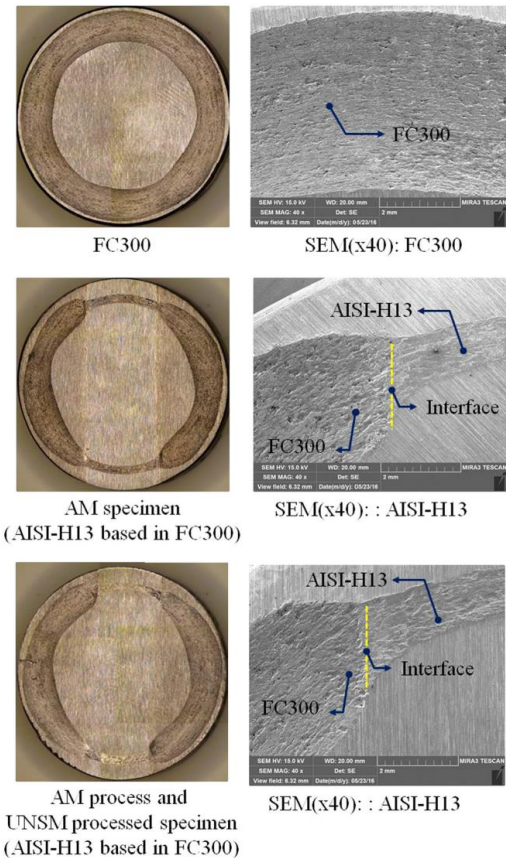 FC300
SEM HV: 15.0 kV
WD: 20.00 mm
MIRA3 TESCAN
SEM MAG: 40 x
Det: SE
2 mm
View field: 6.32 mm
Date(m/d/y): 05/23/16
FC300
SEM(x40): FC300
AISI-H13
Interface
FC300
SEM HV: 15.0 kV
WD: 20.00 mm
MIRA3 TESCAN
SEM MAG: 40 x
Det: SE
2 mm
View field: 6.32 mm
Date(m/d/y): 05/23/16
AM specimen
(AISI-H13 based in FC300)
SEM(x40): : AISI-H13
AISI-H13
Interface
FC300
SEM HV: 15.0 kV
WD: 20.00 mm
MIRA3 TESCAN
SEM MAG: 40 x
Det: SE
2 mm
View field: 6.32 mm
Date(m/d/y): 05/23/16
AM process and
UNSM processed specimen
(AISI-H13 based in FC300)
SEM(x40): : AISI-H13